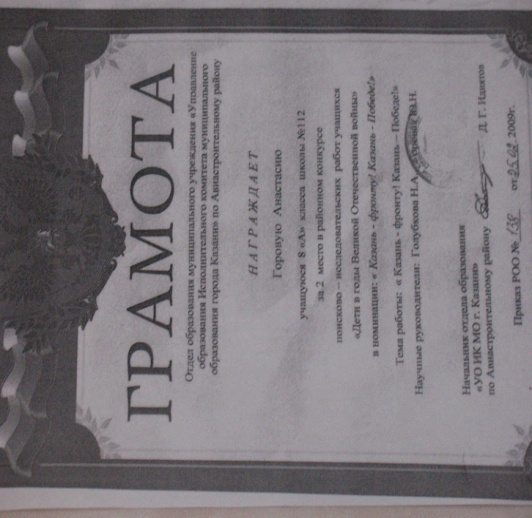 ГРАМОТА
Отдел образования муниципального учреждения «Управление
образования Исполнительного комитета муниципального
образования города Казани» по Авиастроительному району
НАГРАЖДАЕТ
Горовую Анастасию
учащуюся 8 «А» класса школы №112
за 2 место в районном конкурсе
поисково – исследовательских работ учащихся
«Дети в годы Великой Отечественной войны»
в номинации: « Казань - фронту! Казань - Победе!»
Тема работы: « Казань - фронту! Казань – Победе!»
Научные руководители: Голубкова Н.А., Ю.Н.
Начальник отдела образования
«УО ИК МО г. Казани»
по Авиастроительному району Д. Г. Идиятов
Приказ РОО № 138 от 2009г.